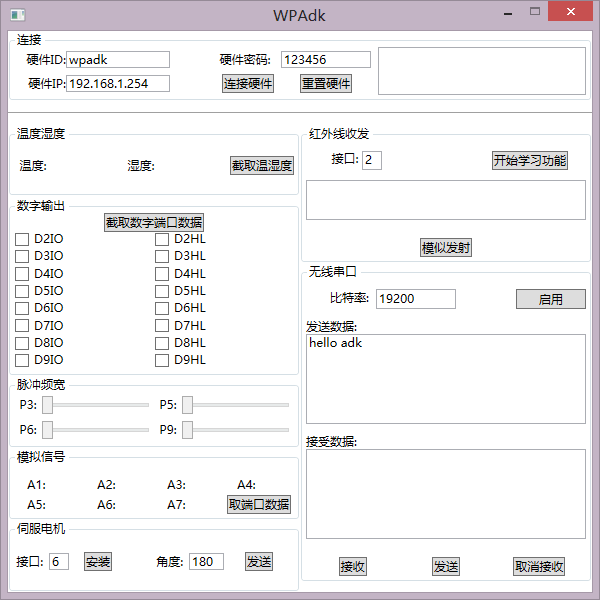 WPAdk
连接
硬件ID: wpadk 硬件密码: 123456
硬件IP: 192.168.1.254 连接硬件 重置硬件
温度湿度
温度: 湿度: 截取温湿度
数字输出
截取数字端口数据
D2IO D2HL
D3IO D3HL
D4IO D4HL
D5IO D5HL
D6IO D6HL
D7IO D7HL
D8IO D8HL
D9IO D9HL
脉冲频宽
P3: P5:
P6: P9:
模拟信号
A1: A2: A3: A4:
A5: A6: A7: 取端口数据
伺服电机
接口: 6 安装 角度: 180 发送
红外线收发
接口: 2 开始学习功能
模似发射
无线串口
比特率: 19200 启用
发送数据:
hello adk
接受数据:
接收 发送 取消接收